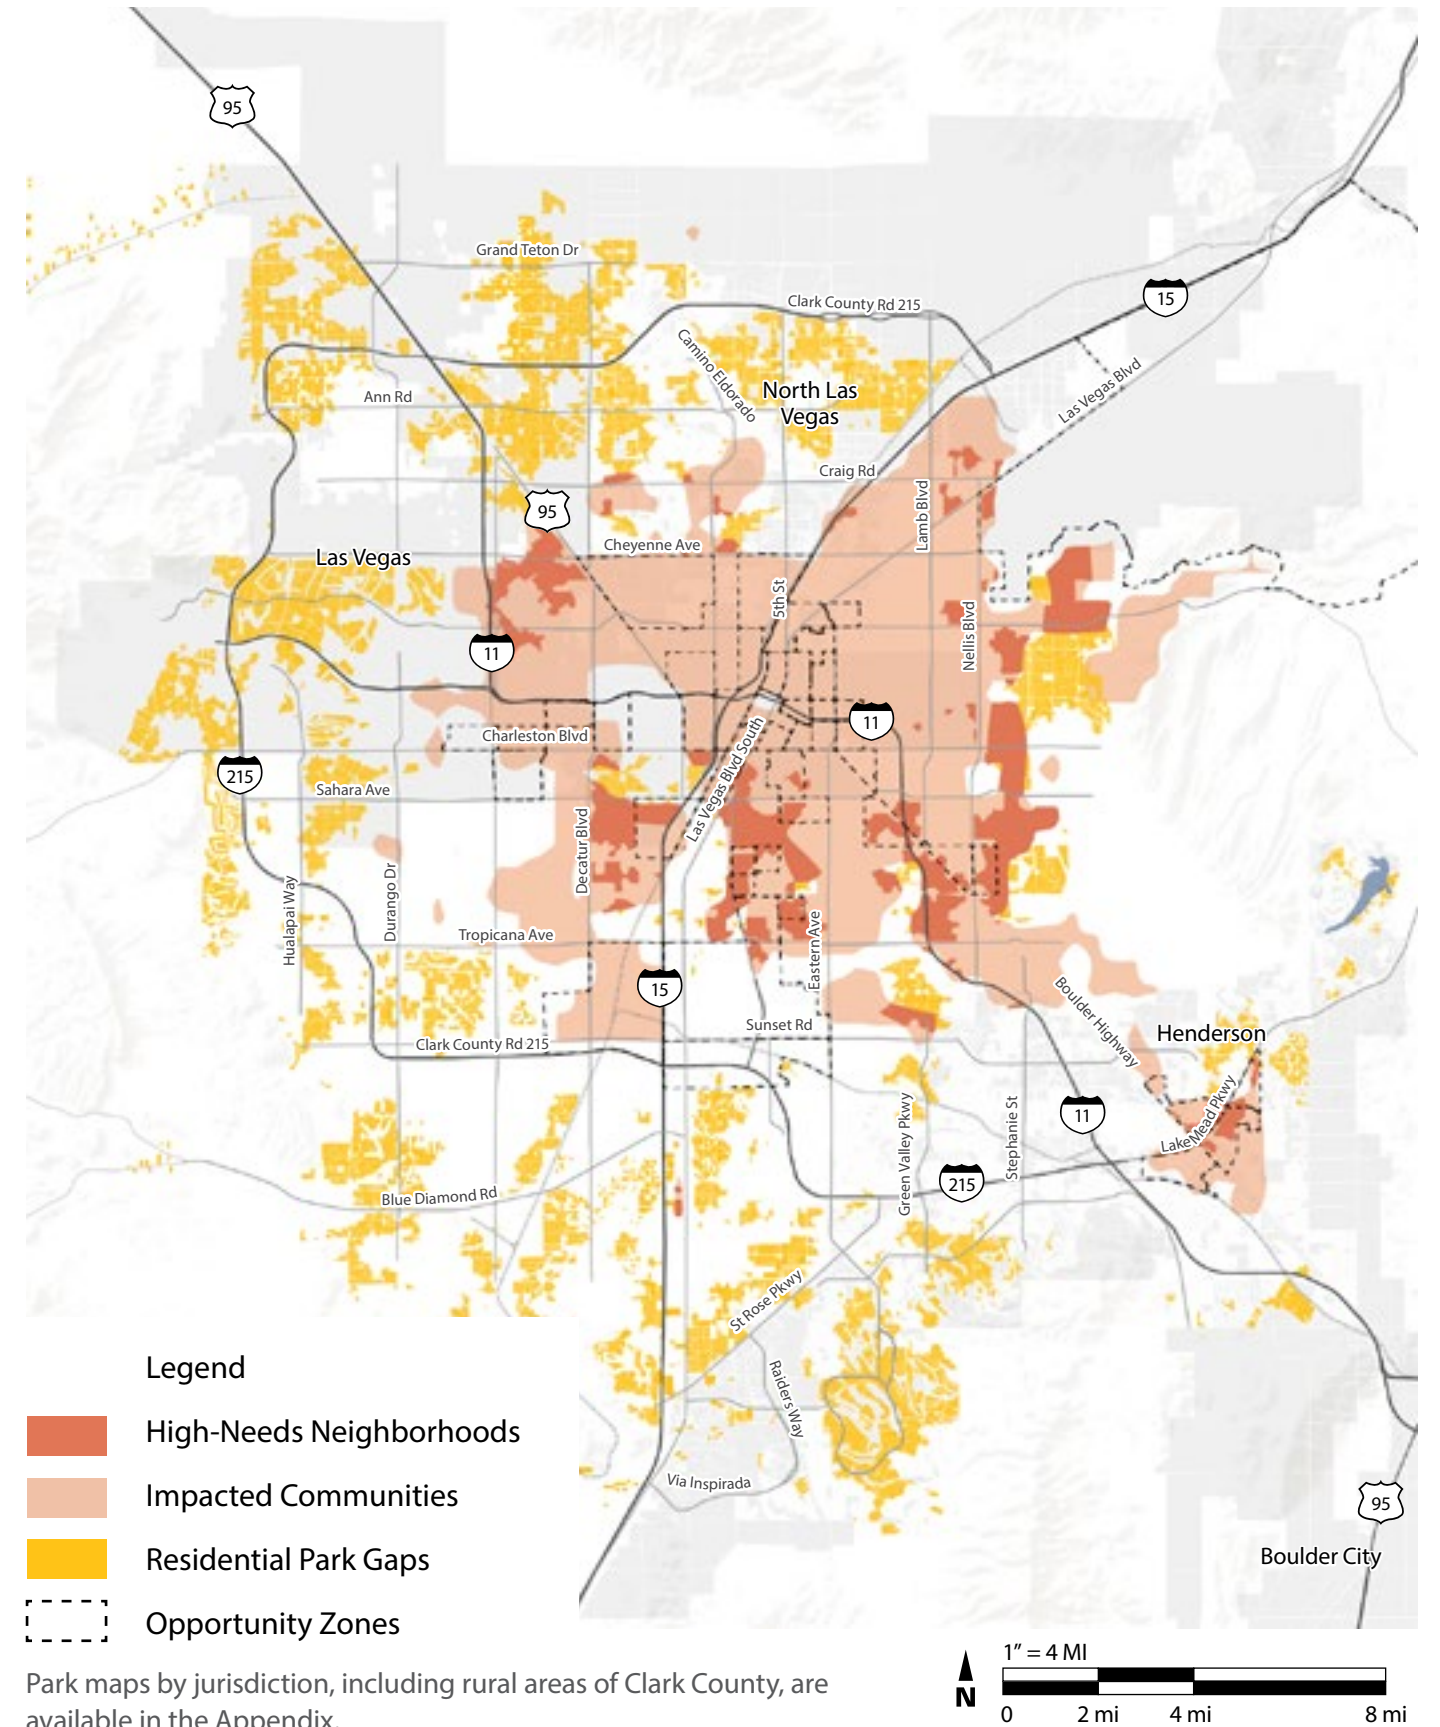 95
Grand Teton Dr
15
Clark County Rd 215
Camino Eldorado
Las Vegas Blvd
Ann Rd
North Las
Vegas
Craig Rd
Lamb Blvd
95
Cheyenne Ave
Las Vegas
5th St
Nellis Blvd
11
11
Charleston Blvd
Las Vegas Blvd South
215
Sahara Ave
Decatur Blvd
Hualapai Way
Durango Dr
Tropicana Ave
Eastern Ave
15
Boulder Highway
Sunset Rd
Henderson
Clark County Rd 215
11
Green Valley Pkwy
Stephanie St
Lake Mead Pkwy
215
Blue Diamond Rd
St Rose Pkwy
Raiders Way
Via Inspirada
95
Boulder City
Legend
High-Needs Neighborhoods
Impacted Communities
Residential Park Gaps
Opportunity Zones
Park maps by jurisdiction, including rural areas of Clark County, are
available in the Appendix.
N
1” = 4 MI
0 2 mi 4 mi 8 mi